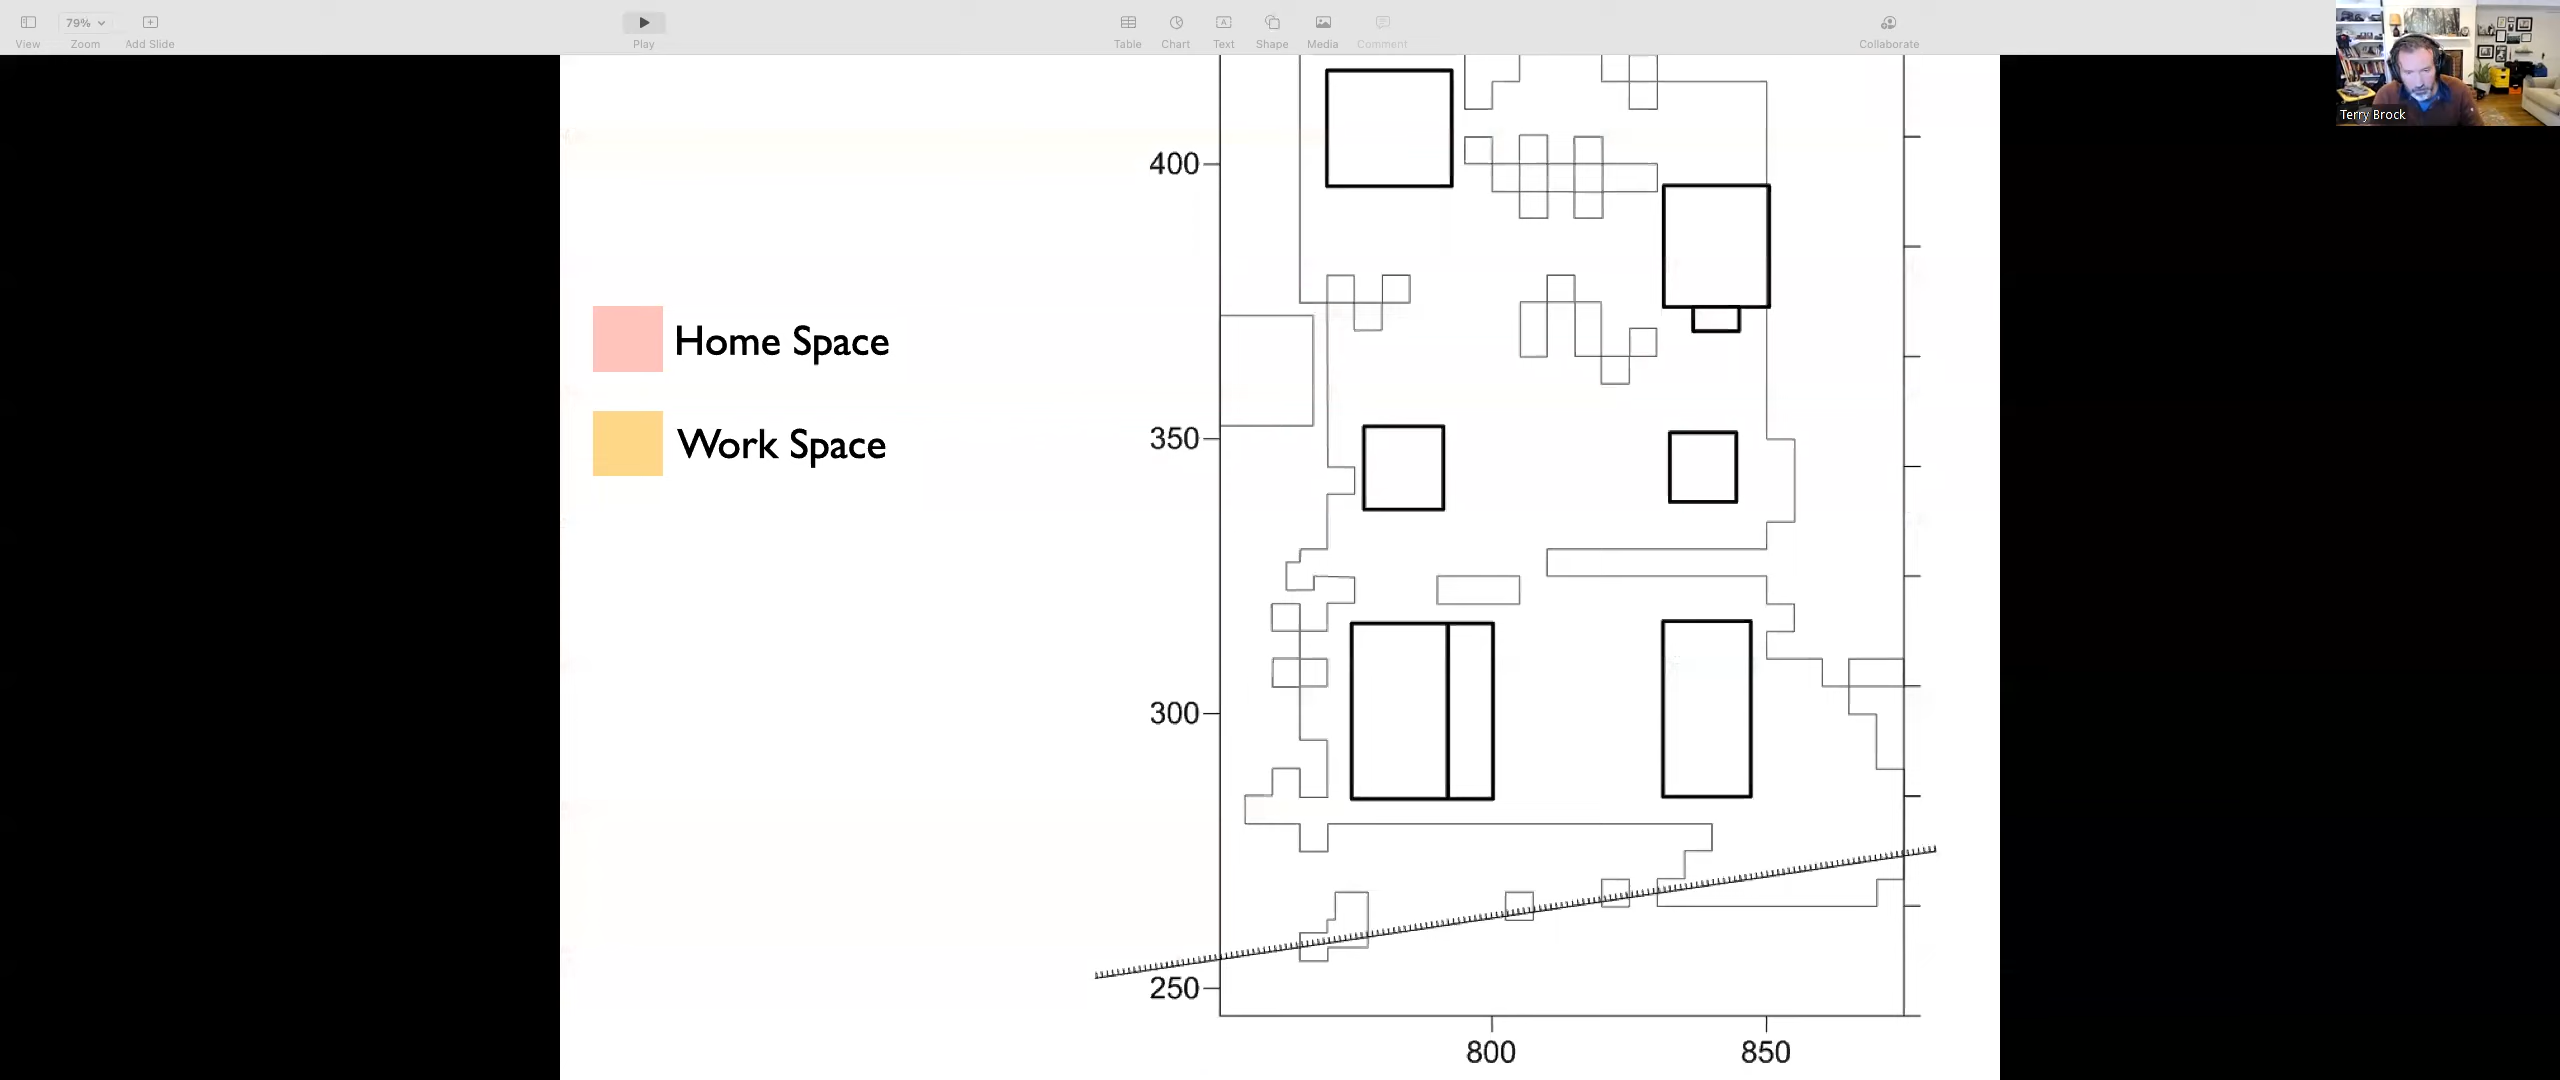 79%
View
Zoom
Add Slide
Play
Table
Chart
Text
Shape
Media
Comment
Collaborate
Terry Brock
400
Home Space
350
Work Space
300
250
800
850